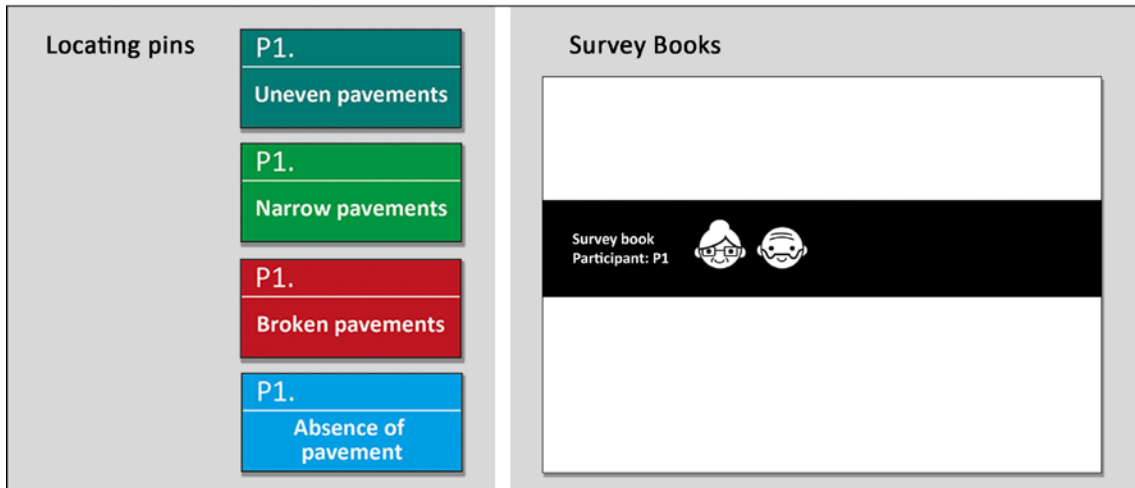 Locating pins
P1.
Uneven pavements
P1.
Narrow pavements
P1.
Broken pavements
P1.
Absence of
pavement
Survey Books
Survey book
Participant: P1